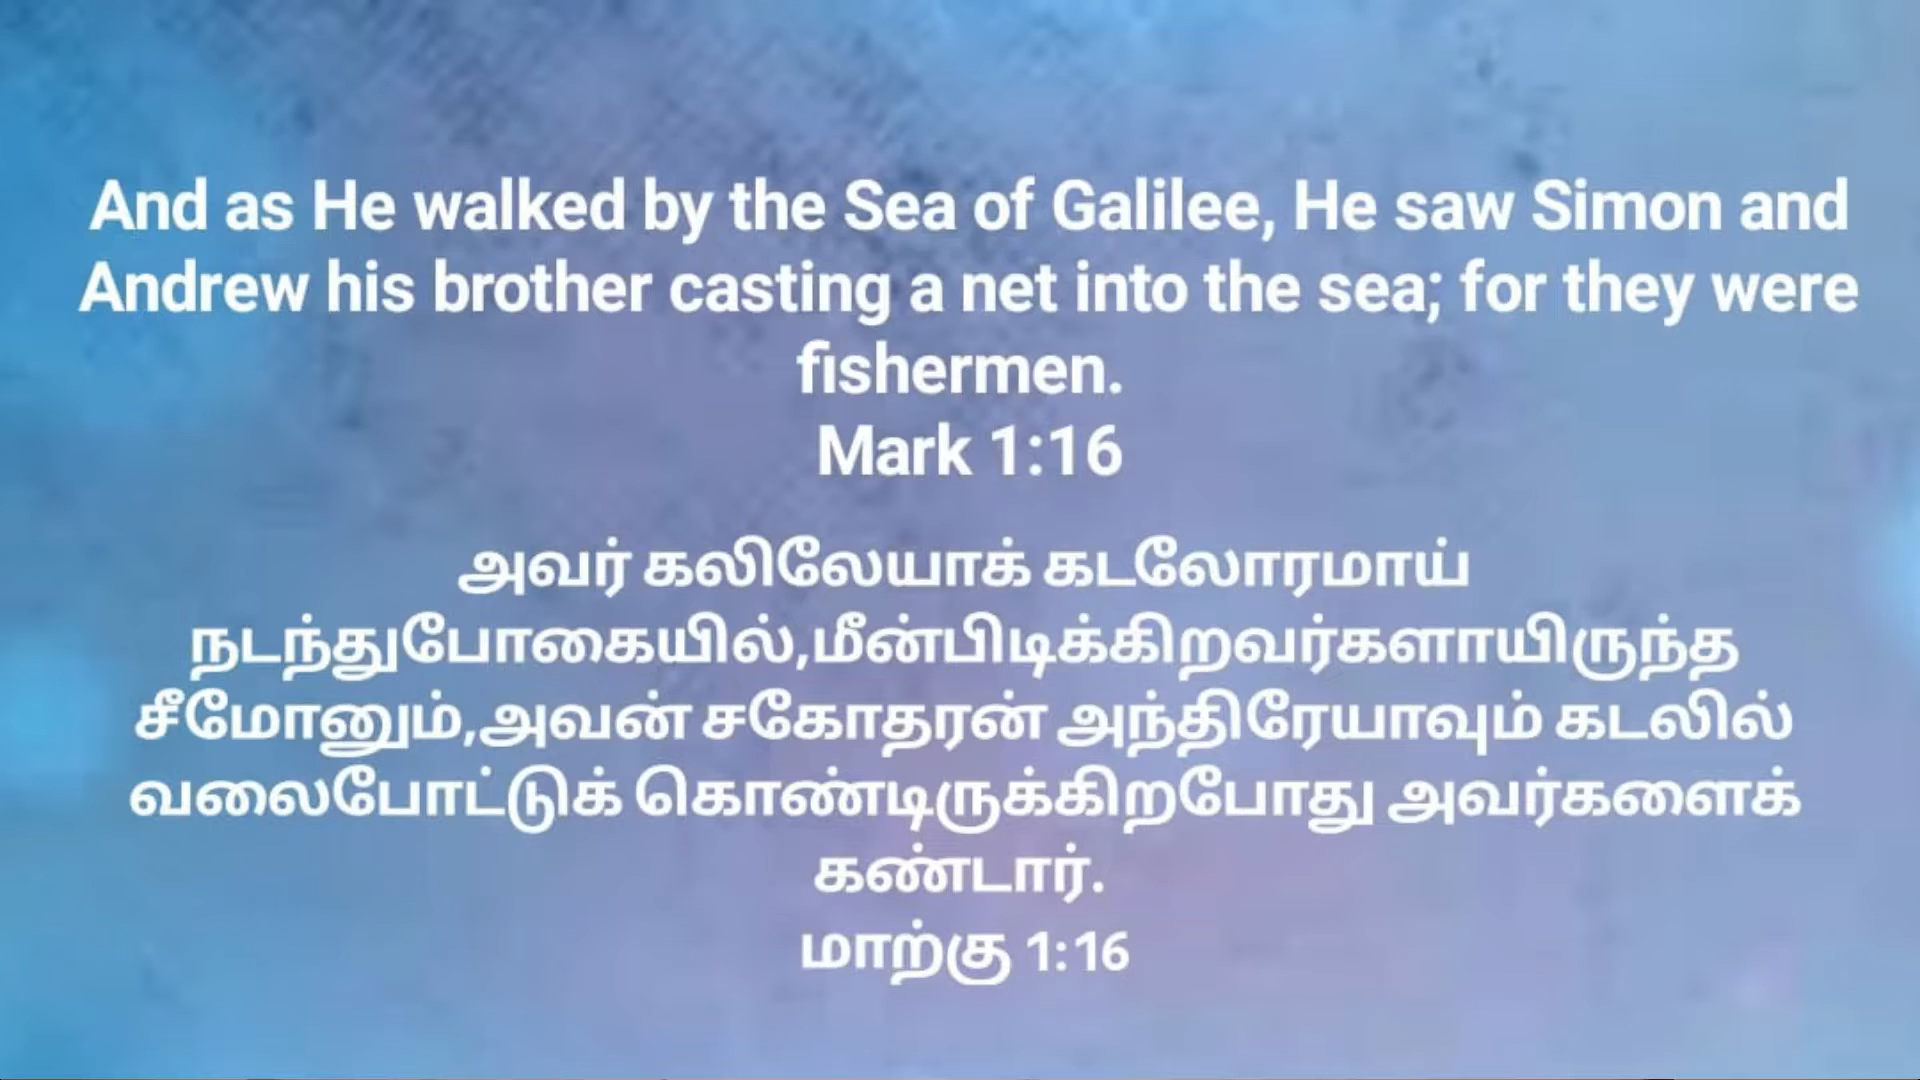 And as He walked by the Sea of Galilee, He saw Simon and
Andrew his brother casting a net into the sea; for they were
fishermen.
Mark 1:16
அவர் கலிலேயாக் கடலோரமாய்
நடந்துபோகையில்,மீன்பிடிக்கிறவர்களாயிருந்த
சீமோனும்,அவன் சகோதரன் அந்திரேயாவும் கடலில்
வலைபோட்டுக் கொண்டிருக்கிறபோது அவர்களைக்
கண்டார்.
மாற்கு 1:16